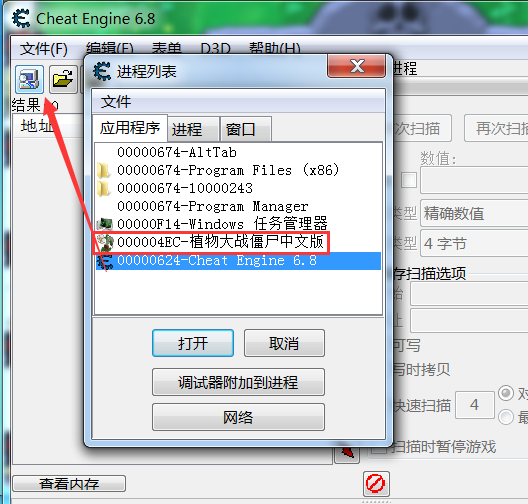 Cheat Engine 6.8
文件(F) 编辑(E) 表单 D3D 帮助(H)
进程列表
进程
文件
结果: 0
地址
应用程序 进程 窗口
次扫描 再次扫
00000674-AltTab
00000674-Program Files (x86)
00000674-10000243
00000674-Program Manager
00000F14-Windows 任务管理器
000004EC-植物大战僵尸中文版
00000624-Cheat Engine 6.8
数值:
类型 精确数值
类型 4 字节
存扫描选项
始
止
可写
写时拷贝
快速扫描 4 对
最
扫描时暂停游戏
打开 取消
调试器附加到进程
网络
查看内存